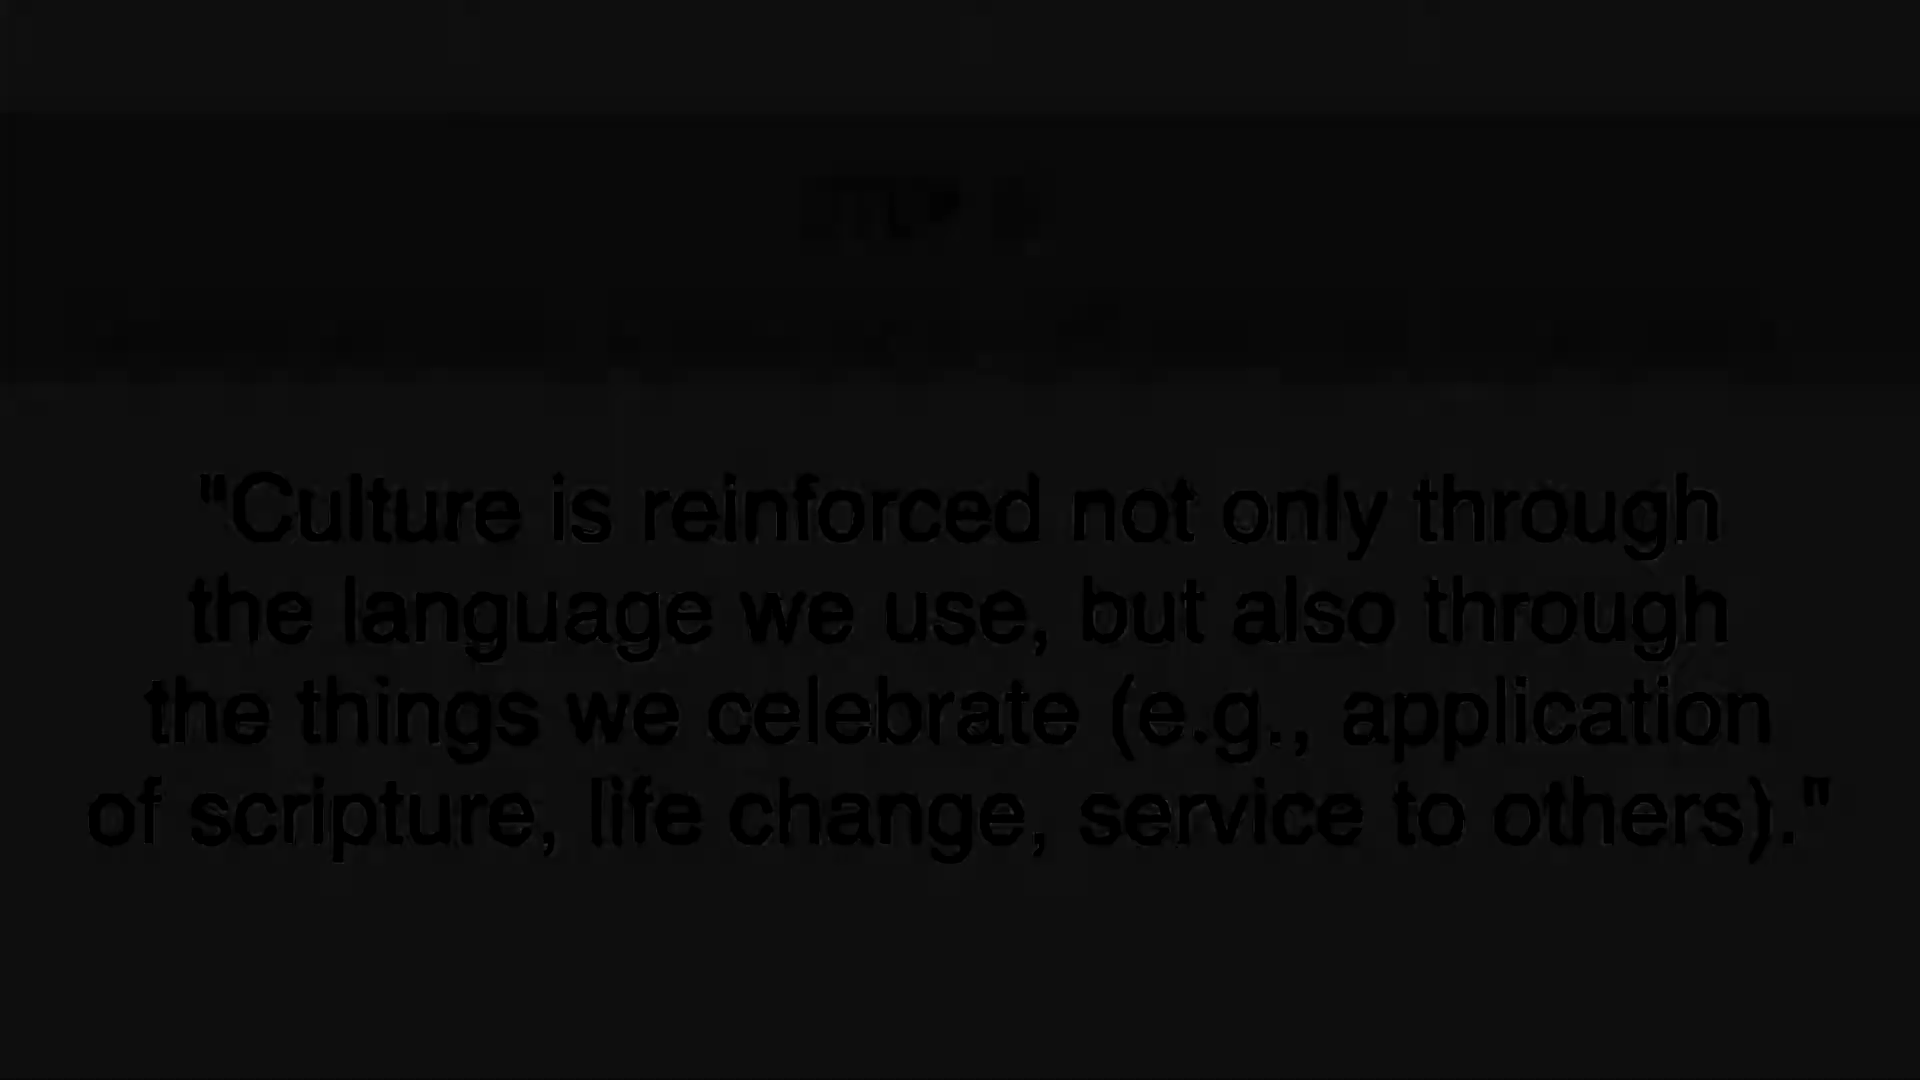 "Culture is reinforced not only through
the language we use, but also through
the things we celebrate (e.g., application
of scripture, life change, service to others)."